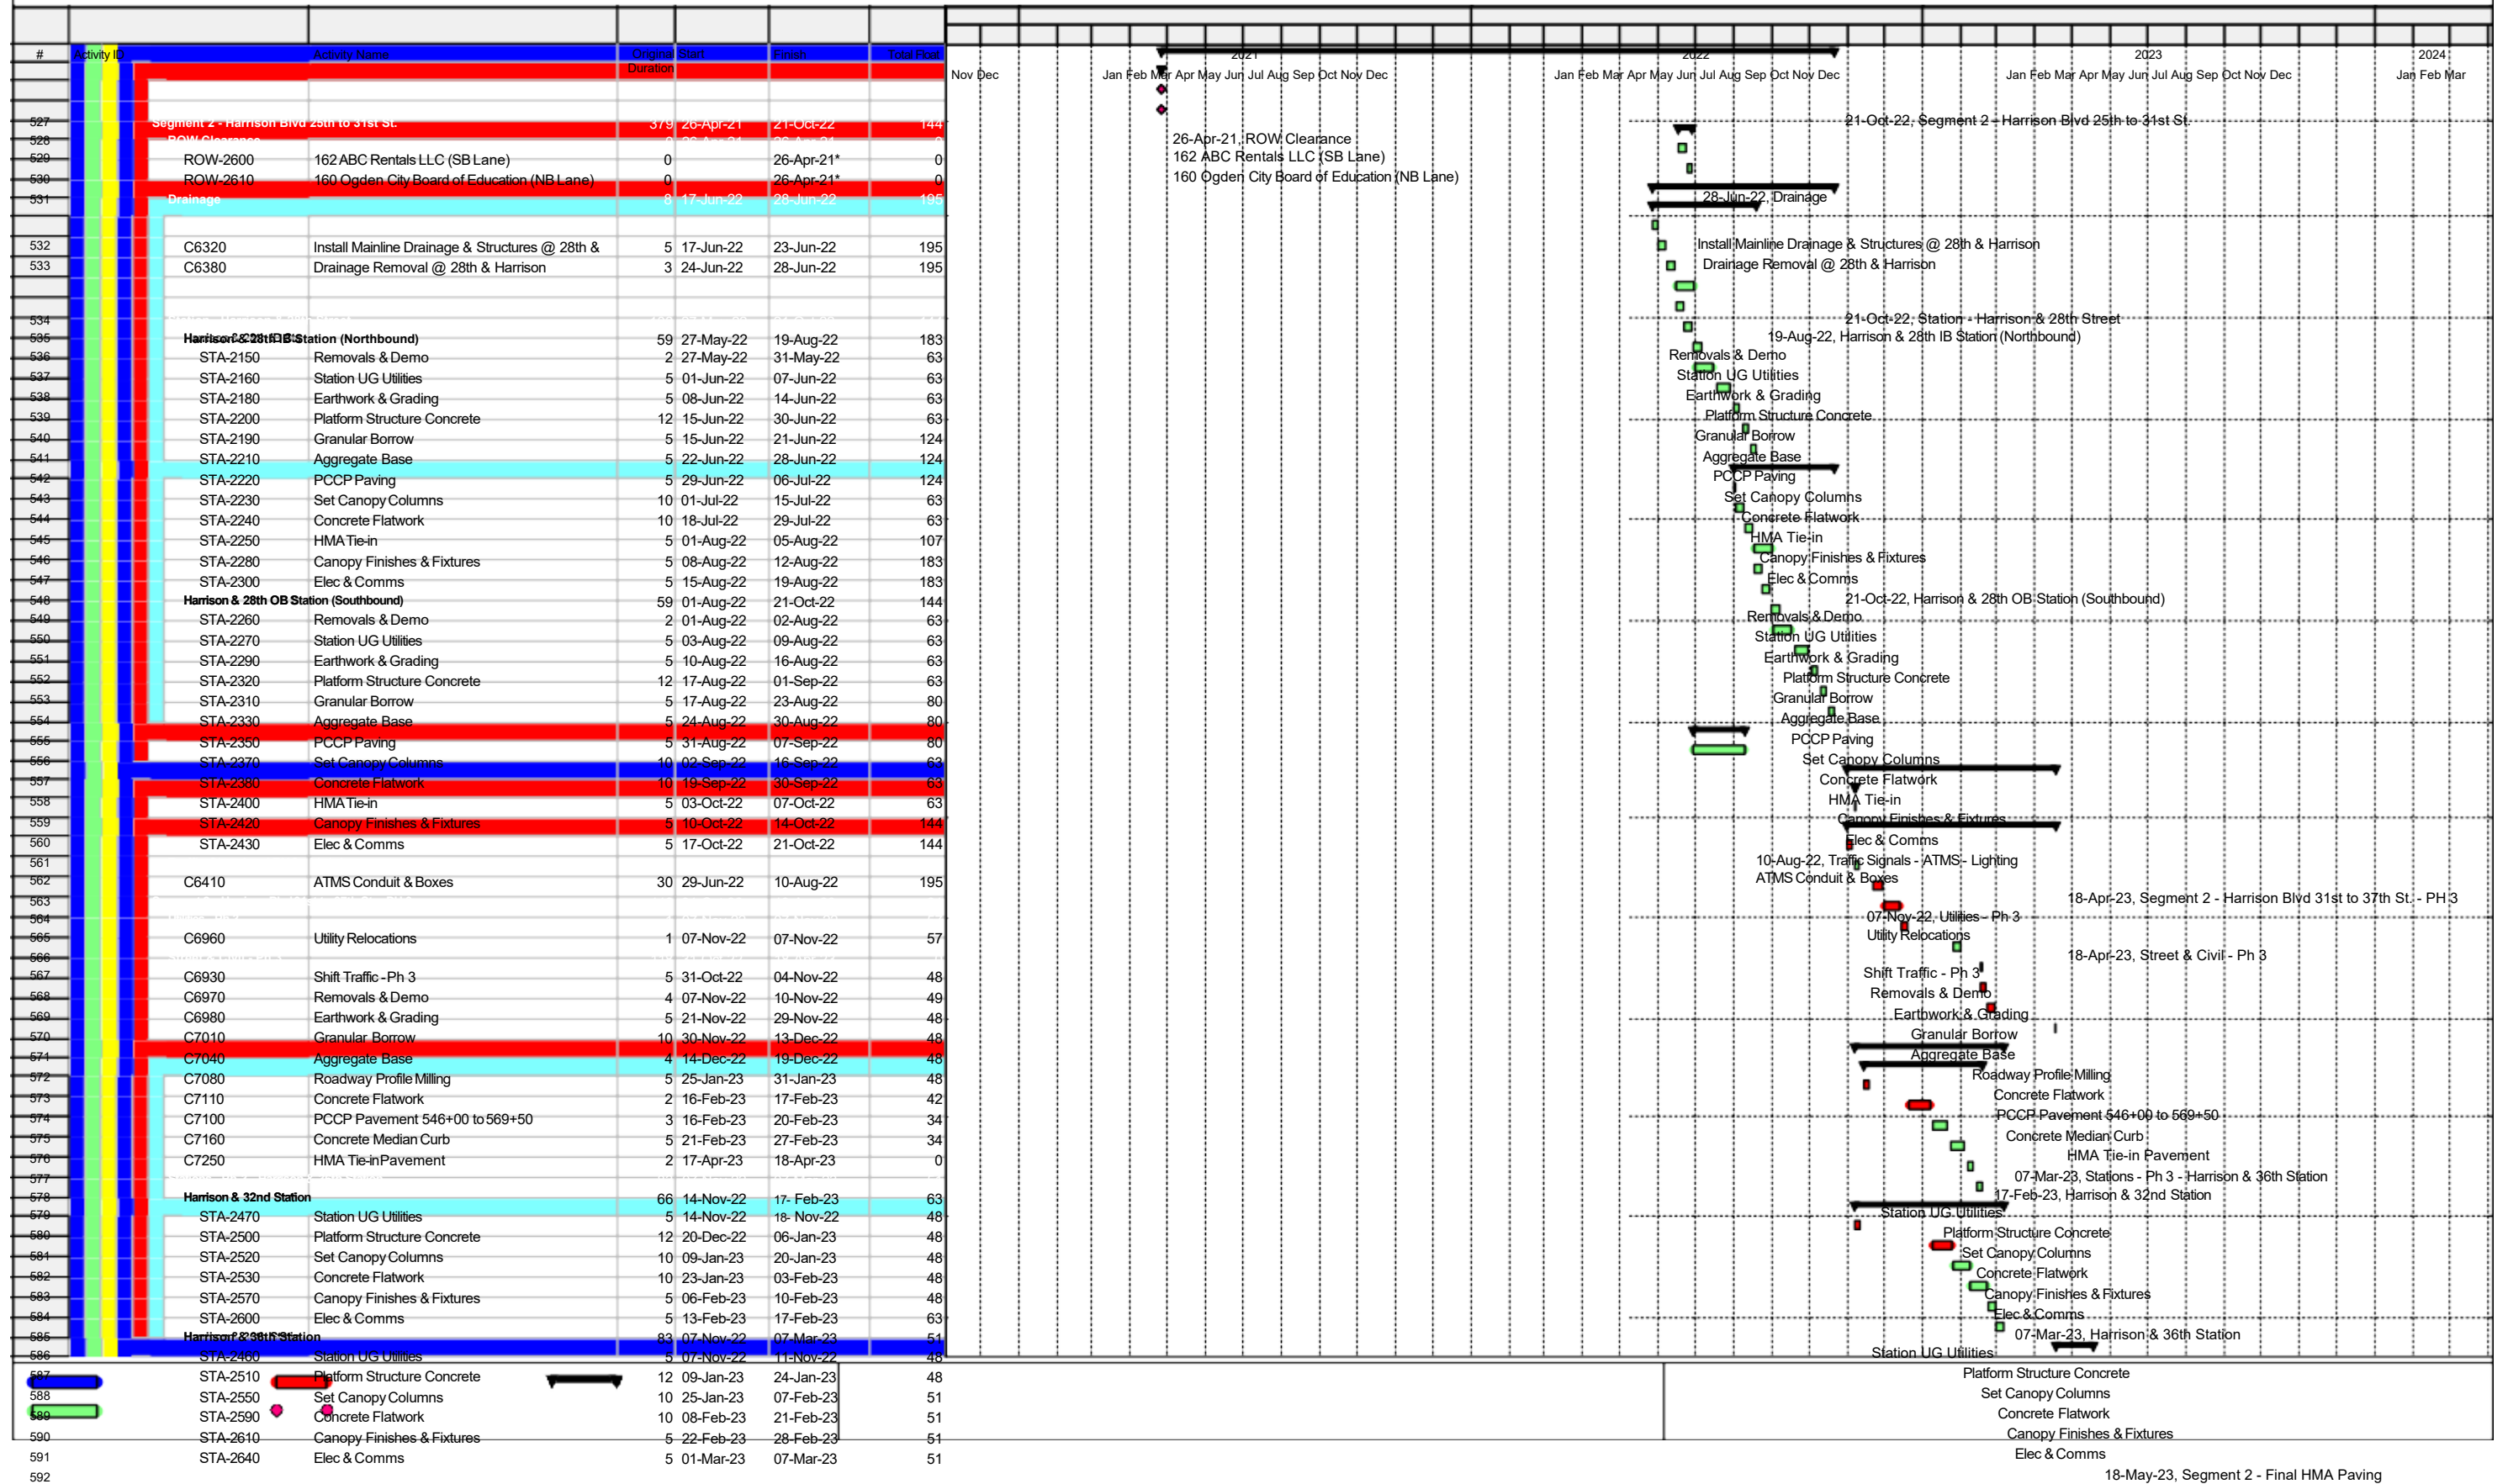 2021 2022 2023 2024
# Activity ID Activity Name Original Duration Start Finish Total Float
Nov Dec Jan Feb Mar Apr May Jun Jul Aug Sep Oct Nov Dec Jan Feb Mar Apr May Jun Jul Aug Sep Oct Nov Dec Jan Feb Mar Apr May Jun Jul Aug Sep Oct Nov Dec Jan Feb Mar
527 Segment 2 - Harrison Blvd 25th to 31st St. 379 26-Apr-21 21-Oct-22 144 21-Oct-22, Segment 2 - Harrison Blvd 25th to 31st St.
528 ROW Clearance 0 26-Apr-21 26-Apr-21 0 26-Apr-21, ROW Clearance
529 ROW-2600 162 ABC Rentals LLC (SB Lane) 0 26-Apr-21* 0 162 ABC Rentals LLC (SB Lane)
530 ROW-2610 160 Ogden City Board of Education (NB Lane) 0 26-Apr-21* 0 160 Ogden City Board of Education (NB Lane)
531 Drainage 8 17-Jun-22 28-Jun-22 195 28-Jun-22, Drainage
532 C6320 Install Mainline Drainage & Structures @ 28th & 5 17-Jun-22 23-Jun-22 195 Install Mainline Drainage & Structures @ 28th & Harrison
533 C6380 Drainage Removal @ 28th & Harrison 3 24-Jun-22 28-Jun-22 195 Drainage Removal @ 28th & Harrison
534 21-Oct-22, Station - Harrison & 28th Street
535 Harrison & 28th IB Station (Northbound) 59 27-May-22 19-Aug-22 183 19-Aug-22, Harrison & 28th IB Station (Northbound)
536 STA-2150 Removals & Demo 2 27-May-22 31-May-22 63 Removals & Demo
537 STA-2160 Station UG Utilities 5 01-Jun-22 07-Jun-22 63 Station UG Utilities
538 STA-2180 Earthwork & Grading 5 08-Jun-22 14-Jun-22 63 Earthwork & Grading
539 STA-2200 Platform Structure Concrete 12 15-Jun-22 30-Jun-22 63 Platform Structure Concrete
540 STA-2190 Granular Borrow 5 15-Jun-22 21-Jun-22 124 Granular Borrow
541 STA-2210 Aggregate Base 5 22-Jun-22 28-Jun-22 124 Aggregate Base
542 STA-2220 PCCP Paving 5 29-Jun-22 06-Jul-22 124 PCCP Paving
543 STA-2230 Set Canopy Columns 10 01-Jul-22 15-Jul-22 63 Set Canopy Columns
544 STA-2240 Concrete Flatwork 10 18-Jul-22 29-Jul-22 63 Concrete Flatwork
545 STA-2250 HMA Tie-in 5 01-Aug-22 05-Aug-22 107 HMA Tie-in
546 STA-2280 Canopy Finishes & Fixtures 5 08-Aug-22 12-Aug-22 183 Canopy Finishes & Fixtures
547 STA-2300 Elec & Comms 5 15-Aug-22 19-Aug-22 183 Elec & Comms
548 Harrison & 28th OB Station (Southbound) 59 01-Aug-22 21-Oct-22 144 21-Oct-22, Harrison & 28th OB Station (Southbound)
549 STA-2260 Removals & Demo 2 01-Aug-22 02-Aug-22 63 Removals & Demo
550 STA-2270 Station UG Utilities 5 03-Aug-22 09-Aug-22 63 Station UG Utilities
551 STA-2290 Earthwork & Grading 5 10-Aug-22 16-Aug-22 63 Earthwork & Grading
552 STA-2320 Platform Structure Concrete 12 17-Aug-22 01-Sep-22 63 Platform Structure Concrete
553 STA-2310 Granular Borrow 5 17-Aug-22 23-Aug-22 80 Granular Borrow
554 STA-2330 Aggregate Base 5 24-Aug-22 30-Aug-22 80 Aggregate Base
555 STA-2350 PCCP Paving 5 31-Aug-22 07-Sep-22 80 PCCP Paving
556 STA-2370 Set Canopy Columns 10 02-Sep-22 16-Sep-22 63 Set Canopy Columns
557 STA-2380 Concrete Flatwork 10 19-Sep-22 30-Sep-22 63 Concrete Flatwork
558 STA-2400 HMA Tie-in 5 03-Oct-22 07-Oct-22 63 HMA Tie-in
559 STA-2420 Canopy Finishes & Fixtures 5 10-Oct-22 14-Oct-22 144 Canopy Finishes & Fixtures
560 STA-2430 Elec & Comms 5 17-Oct-22 21-Oct-22 144 Elec & Comms
561 10-Aug-22, Traffic Signals - ATMS - Lighting
562 C6410 ATMS Conduit & Boxes 30 29-Jun-22 10-Aug-22 195 ATMS Conduit & Boxes
563 18-Apr-23, Segment 2 - Harrison Blvd 31st to 37th St. - PH 3
564 07-Nov-22, Utilities - Ph 3
565 C6960 Utility Relocations 1 07-Nov-22 07-Nov-22 57 Utility Relocations
566 18-Apr-23, Street & Civil - Ph 3
567 C6930 Shift Traffic - Ph 3 5 31-Oct-22 04-Nov-22 48 Shift Traffic - Ph 3
568 C6970 Removals & Demo 4 07-Nov-22 10-Nov-22 49 Removals & Demo
569 C6980 Earthwork & Grading 5 21-Nov-22 29-Nov-22 48 Earthwork & Grading
570 C7010 Granular Borrow 10 30-Nov-22 13-Dec-22 48 Granular Borrow
571 C7040 Aggregate Base 4 14-Dec-22 19-Dec-22 48 Aggregate Base
572 C7080 Roadway Profile Milling 5 25-Jan-23 31-Jan-23 48 Roadway Profile Milling
573 C7110 Concrete Flatwork 2 16-Feb-23 17-Feb-23 42 Concrete Flatwork
574 C7100 PCCP Pavement 546+00 to 569+50 3 16-Feb-23 20-Feb-23 34 PCCP Pavement 546+00 to 569+50
575 C7160 Concrete Median Curb 5 21-Feb-23 27-Feb-23 34 Concrete Median Curb
576 C7250 HMA Tie-in Pavement 2 17-Apr-23 18-Apr-23 0 HMA Tie-in Pavement
577 07-Mar-23, Stations - Ph 3 - Harrison & 36th Station
578 Harrison & 32nd Station 66 14-Nov-22 17- Feb-23 63 17-Feb-23, Harrison & 32nd Station
579 STA-2470 Station UG Utilities 5 14-Nov-22 18- Nov-22 48 Station UG Utilities
580 STA-2500 Platform Structure Concrete 12 20-Dec-22 06-Jan-23 48 Platform Structure Concrete
581 STA-2520 Set Canopy Columns 10 09-Jan-23 20-Jan-23 48 Set Canopy Columns
582 STA-2530 Concrete Flatwork 10 23-Jan-23 03-Feb-23 48 Concrete Flatwork
583 STA-2570 Canopy Finishes & Fixtures 5 06-Feb-23 10-Feb-23 48 Canopy Finishes & Fixtures
584 STA-2600 Elec & Comms 5 13-Feb-23 17-Feb-23 63 Elec & Comms
585 Harrison & 36th Station 83 07-Nov-22 07-Mar-23 51 07-Mar-23, Harrison & 36th Station
586 STA-2460 Station UG Utilities 5 07-Nov-22 11-Nov-22 48 Station UG Utilities
587 STA-2510 Platform Structure Concrete 12 09-Jan-23 24-Jan-23 48 Platform Structure Concrete
588 STA-2550 Set Canopy Columns 10 25-Jan-23 07-Feb-23 51 Set Canopy Columns
589 STA-2590 Concrete Flatwork 10 08-Feb-23 21-Feb-23 51 Concrete Flatwork
590 STA-2610 Canopy Finishes & Fixtures 5 22-Feb-23 28-Feb-23 51 Canopy Finishes & Fixtures
591 STA-2640 Elec & Comms 5 01-Mar-23 07-Mar-23 51 Elec & Comms
592 18-May-23, Segment 2 - Final HMA Paving